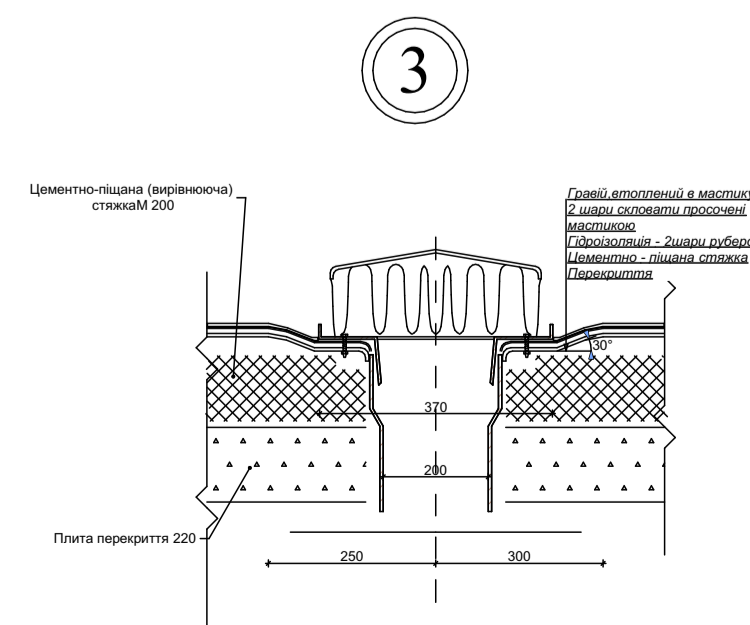 3
Цементно-піщана (вирівнююча)
стяжкаМ 200
Гравій,втоплений в мастику
2 шари скловати просочені
мастикою
Гідроізоляція - 2шари
Цементно - піщана стяжка
Перекриття
30°
370
200
Плита перекриття 220
250
300